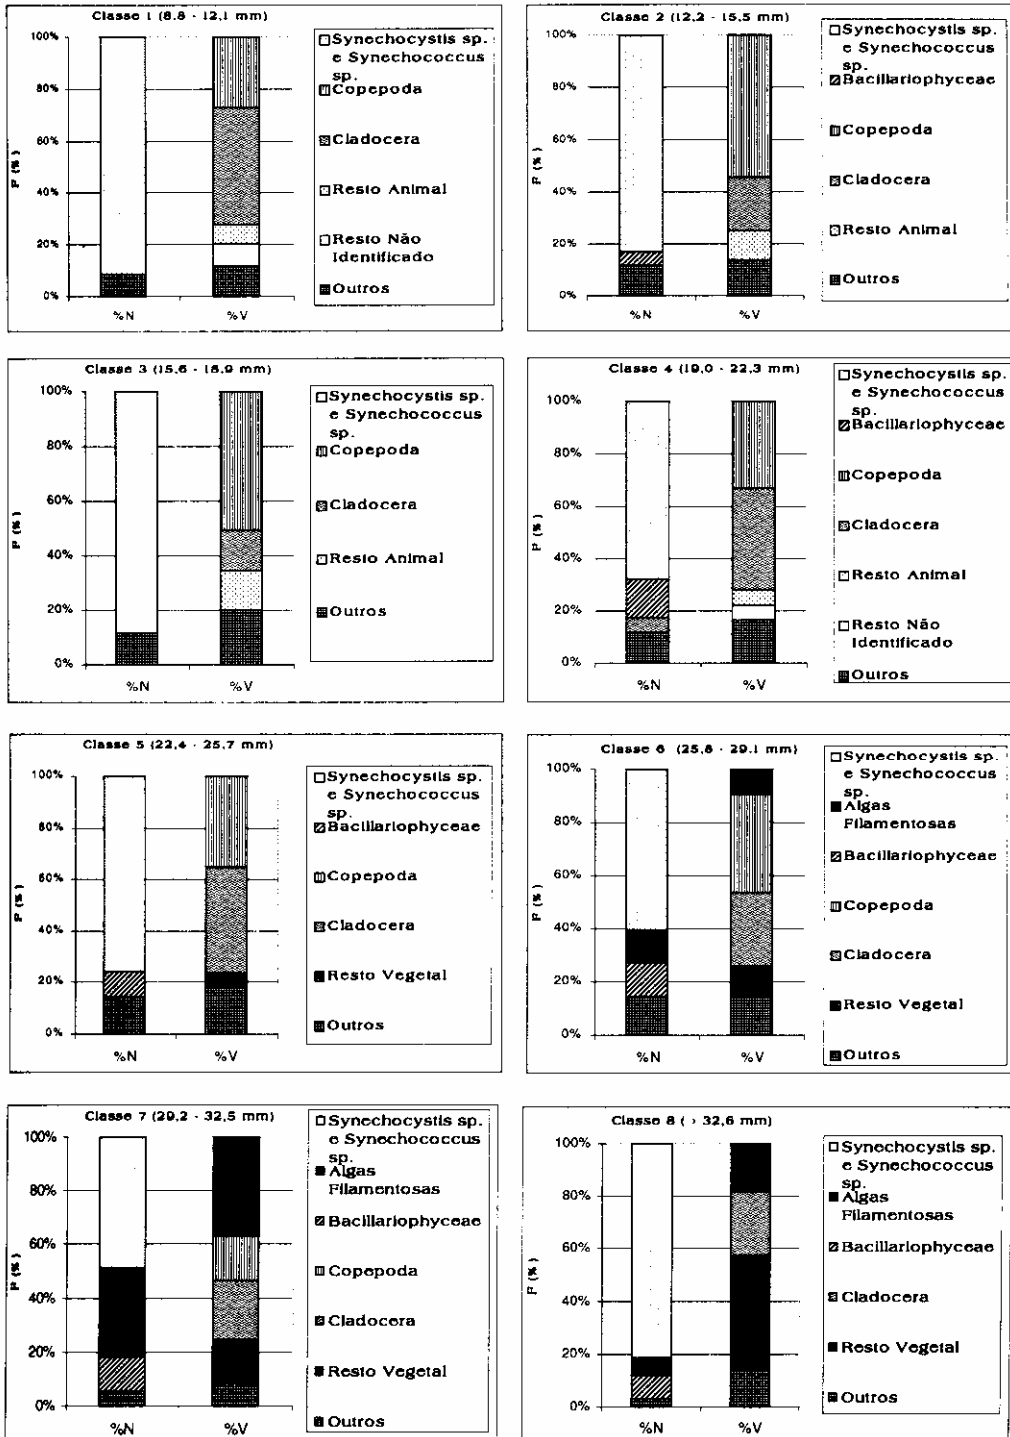 Classe 1 (8,8 - 12,1 mm)
P (%)
100%
80%
60%
40%
20%
0%
%N
%V
Synechocystis sp.
e Synechococcus
sp.
Copepoda
Cladocera
Resto Animal
Resto Não
Identificado
Outros
Classe 2 (12,2 - 15,5 mm)
P (%)
100%
80%
60%
40%
20%
0%
%N
%V
Synechocystis sp.
e Synechococcus
sp.
Bacillariophyceae
Copepoda
Cladocera
Resto Animal
Outros
Classe 3 (15,6 - 18,9 mm)
P (%)
100%
80%
60%
40%
20%
0%
%N
%V
Synechocystis sp.
e Synechococcus
sp.
Copepoda
Cladocera
Resto Animal
Outros
Classe 4 (19,0 - 22,3 mm)
P (%)
100%
80%
60%
40%
20%
0%
%N
%V
Synechocystis sp.
e Synechococcus
sp.
Bacillariophyceae
Copepoda
Cladocera
Resto Animal
Resto Não
Identificado
Outros
Classe 5 (22,4 - 25,7 mm)
P (%)
100%
80%
60%
40%
20%
0%
%N
%V
Synechocystis sp.
e Synechococcus
sp.
Bacillariophyceae
Copepoda
Cladocera
Resto Vegetal
Outros
Classe 6 (25,8 - 29,1 mm)
P (%)
100%
80%
60%
40%
20%
0%
%N
%V
Synechocystis sp.
e Synechococcus
sp.
Algas
Filamentosas
Bacillariophyceae
Copepoda
Cladocera
Resto Vegetal
Outros
Classe 7 (29,2 - 32,5 mm)
P (%)
100%
80%
60%
40%
20%
0%
%N
%V
Synechocystis sp.
e Synechococcus
sp.
Algas
Filamentosas
Bacillariophyceae
Copepoda
Cladocera
Resto Vegetal
Outros
Classe 8 (> 32,6 mm)
P (%)
100%
80%
60%
40%
20%
0%
%N
%V
Synechocystis sp.
e Synechococcus
sp.
Algas
Filamentosas
Bacillariophyceae
Cladocera
Resto Vegetal
Outros